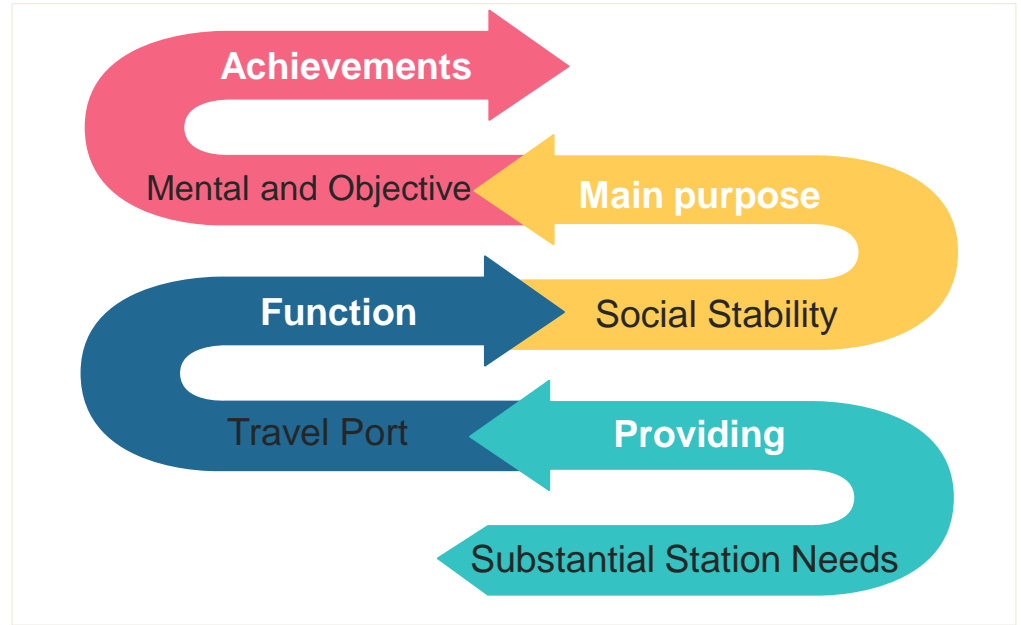 Achievements
Mental and Objective
Main purpose
Function
Social Stability
Travel Port
Providing
Substantial Station Needs